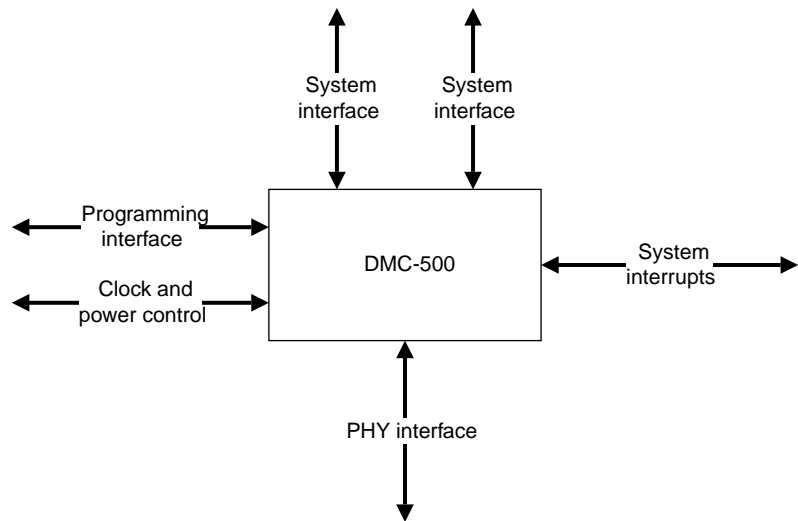 System
interface
System
interface
Programming
interface
Clock and
power control
DMC-500
System
interrupts
PHY interface